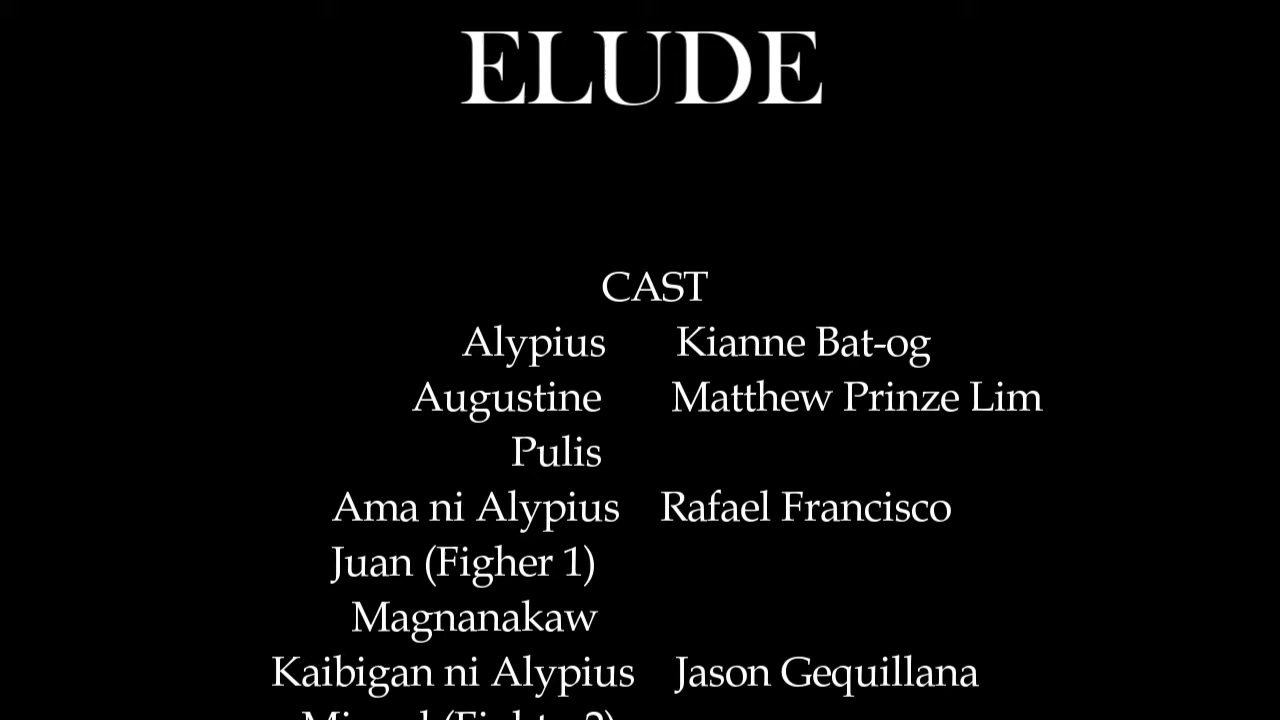 ELUDE
CAST
Alypius Kianne Bat-og
Augustine Matthew Prinze Lim
Pulis
Ama ni Alypius Rafael Francisco
Juan (Figher 1)
Magnanakaw
Kaibigan ni Alypius Jason Gequillana